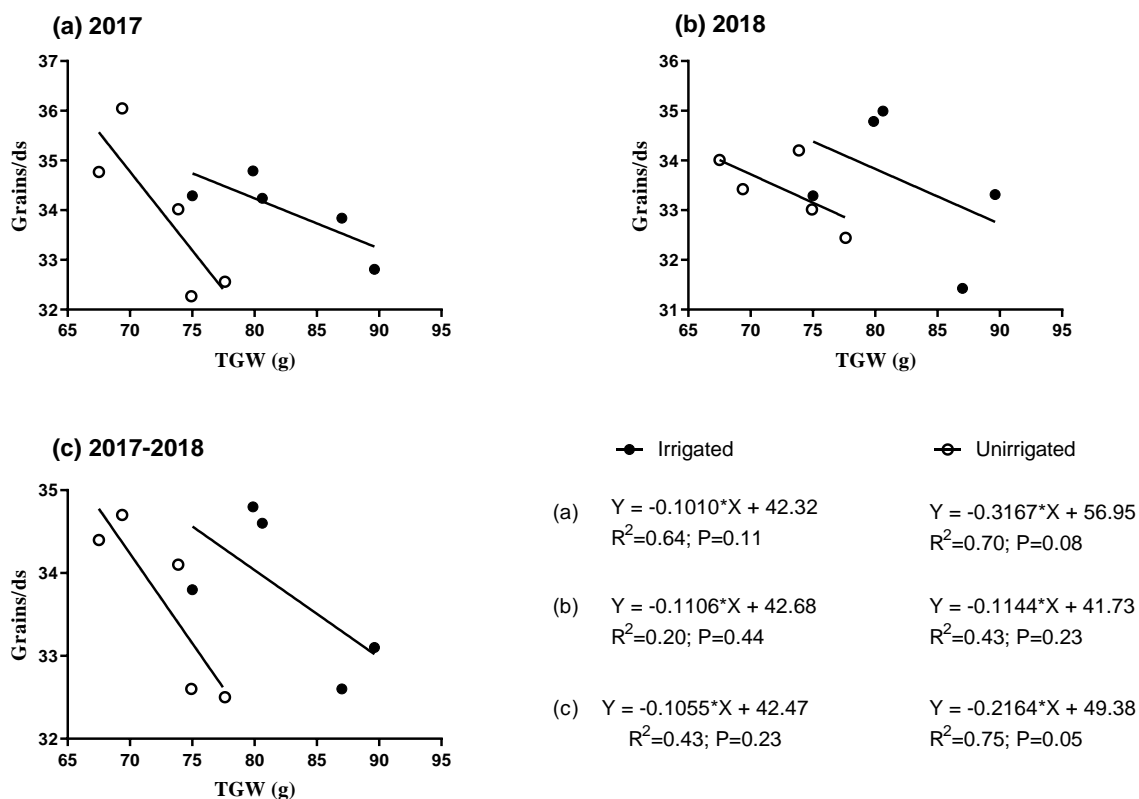 (a) 2017
37
36
35
34
33
32
Grains/ds
65 70 75 80 85 90 95
TGW (g)
(b) 2018
36
35
34
33
32
31
Grains/ds
65 70 75 80 85 90 95
TGW (g)
(c) 2017-2018
35
34
33
32
Grains/ds
65 70 75 80 85 90 95
TGW (g)
Irrigated Unirrigated
(a) Y = -0.1010*X + 42.32 Y = -0.3167*X + 56.95
R²=0.64; P=0.11 R²=0.70; P=0.08
(b) Y = -0.1106*X + 42.68 Y = -0.1144*X + 41.73
R²=0.20; P=0.44 R²=0.43; P=0.23
(c) Y = -0.1055*X + 42.47 Y = -0.2164*X + 49.38
R²=0.43; P=0.23 R²=0.75; P=0.05